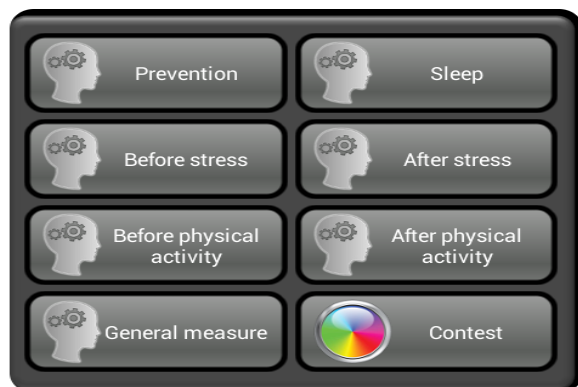 Prevention
Sleep
Before stress
After stress
Before physical
activity
After physical
activity
General measure
Contest